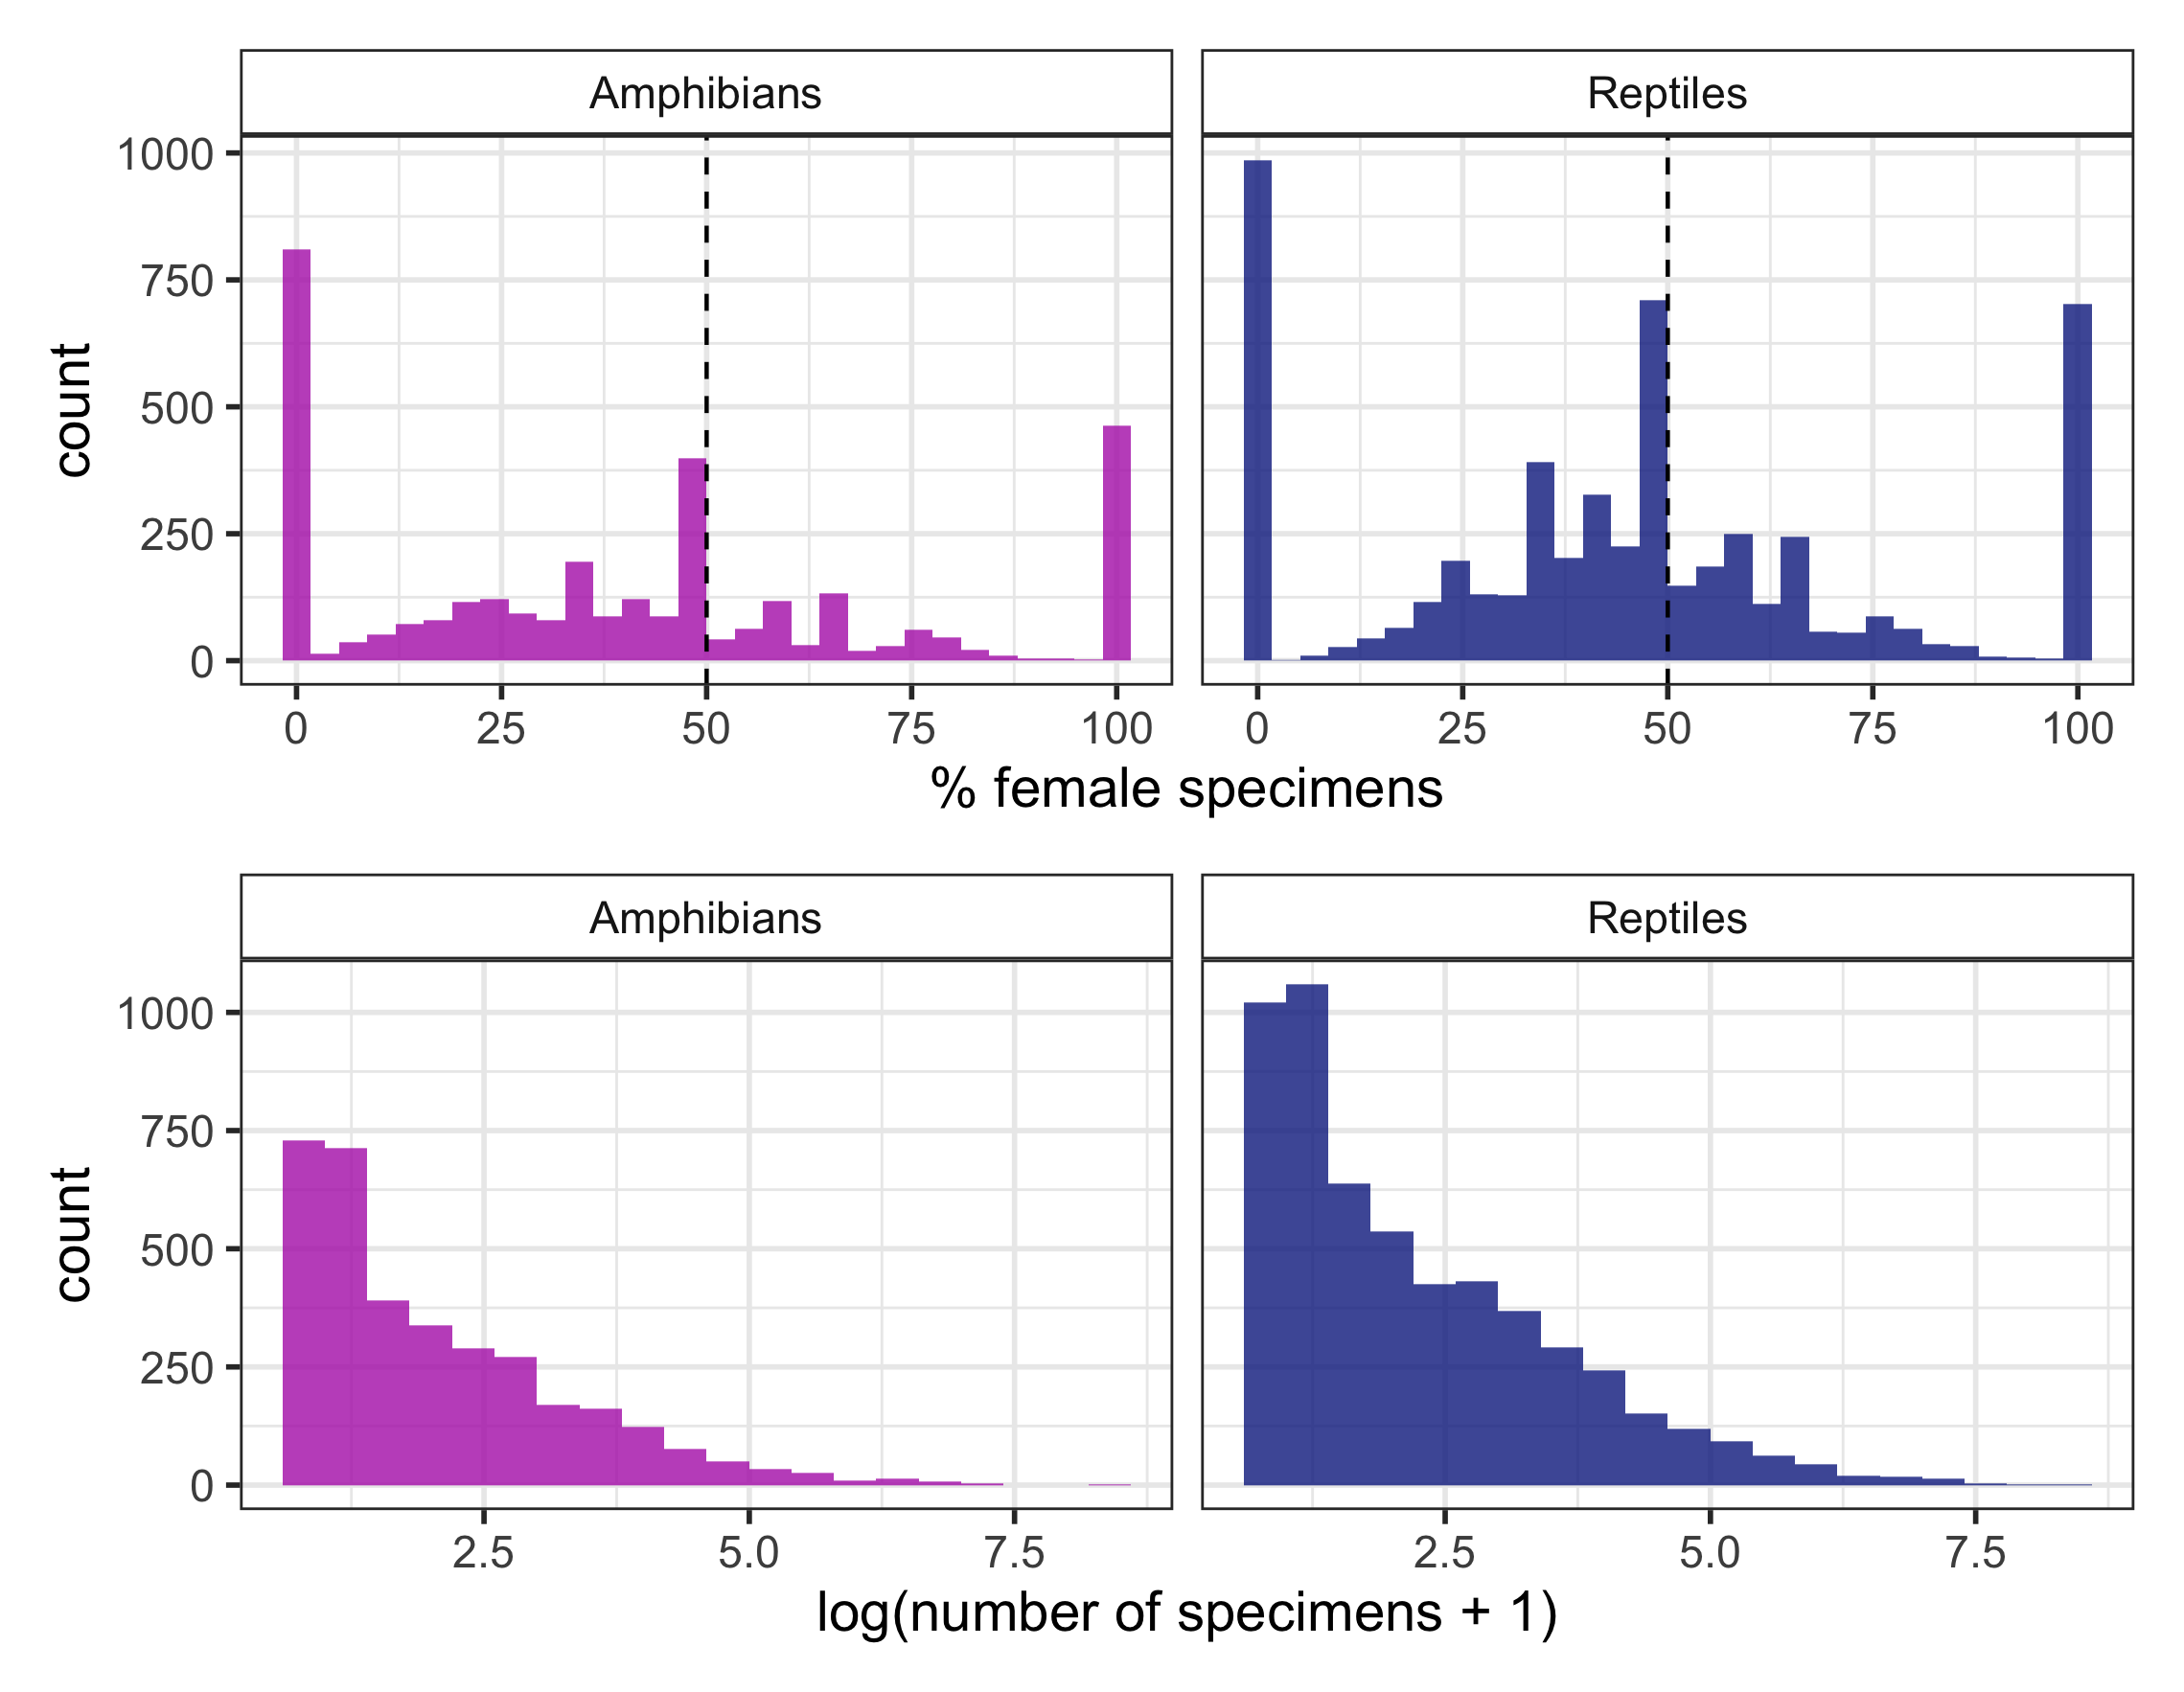 Amphibians Reptiles
1000
750
500
250
0
count
0 25 50 75 100 0 25 50 75 100
% female specimens
Amphibians Reptiles
1000
750
500
250
0
count
2.5 5.0 7.5 2.5 5.0 7.5
log(number of specimens + 1)